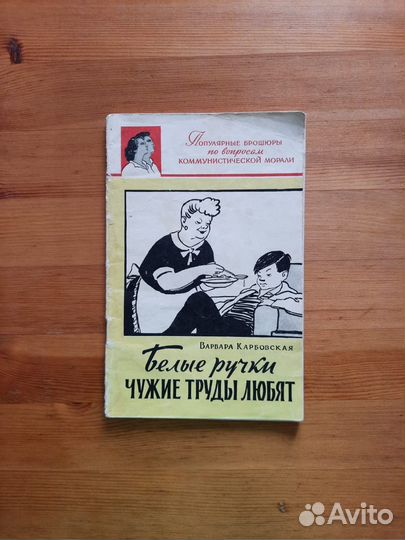 Популярные брошюры
по вопросам
коммунистической морали
Варвара Карбовская
Белые ручки
ЧУЖИЕ ТРУДЫ ЛЮБЯТ
Avito